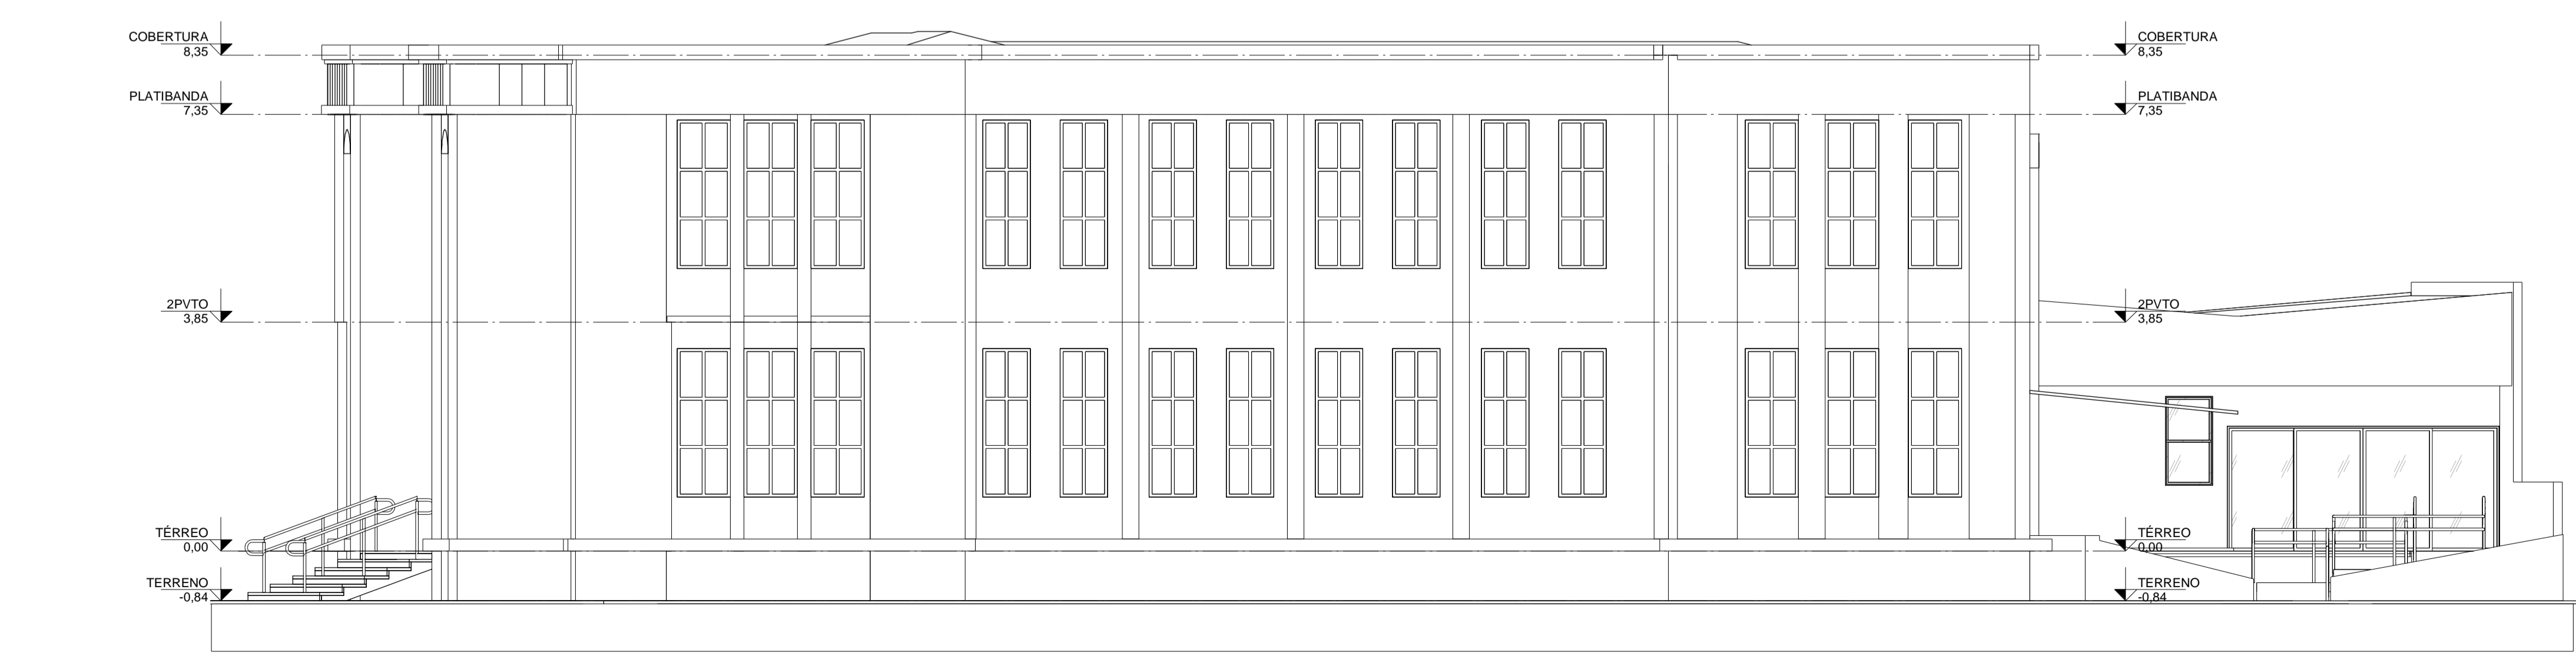 COBERTURA
8,35
PLATIBANDA
7,35
2PVTO
3,85
TÉRREO
0,00
TERRENO
-0,84
COBERTURA
8,35
PLATIBANDA
7,35
2PVTO
3,85
TÉRREO
0,00
TERRENO
-0,84